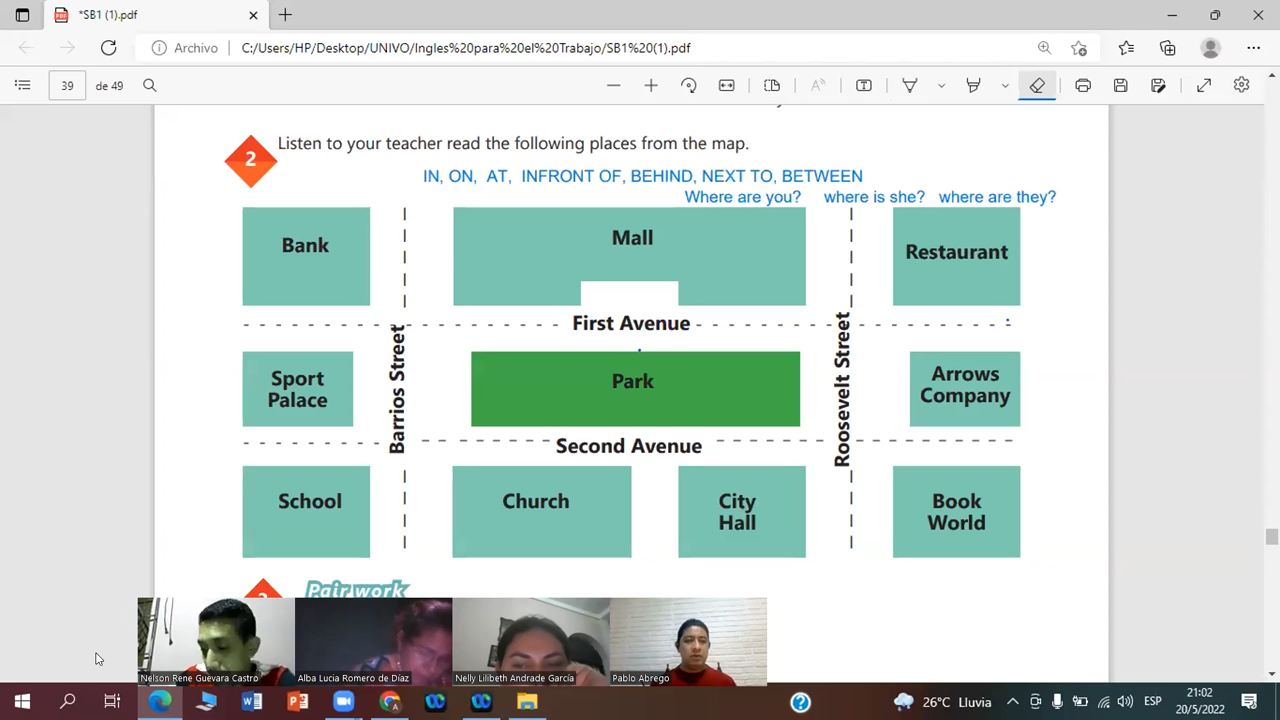 *SB1 (1).pdf
Archivo
C:/Users/HP/Desktop/UNIVO/Ingles%20para%20el%20Trabajo/SB1%20(1).pdf
39 de 49
2
Listen to your teacher read the following places from the map.
IN, ON, AT, INFRONT OF, BEHIND, NEXT TO, BETWEEN
Where are you? where is she? where are they?
Bank
Mall
Restaurant
First Avenue
Barrios Street
Roosevelt Street
Sport
Palace
Park
Arrows
Company
Second Avenue
School
Church
City
Hall
Book
World
Pair work
Nelson Rene Guevara Castro
Alba Lucia Romero de Díaz
Nelly Lilibeth Andrade García
Pablo Abrego
26°C Lluvia
ESP
21:02
20/5/2022